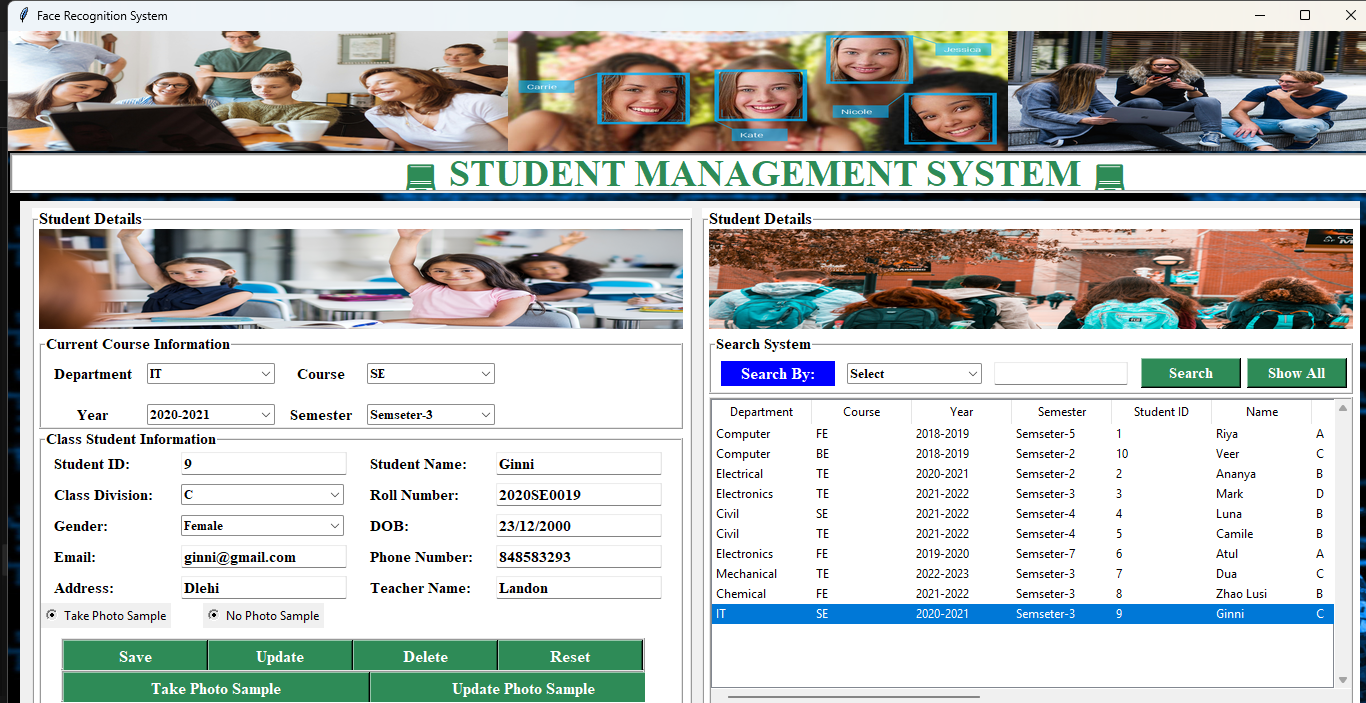 Face Recognition System
Jessica
Carrie
Nicole
Kate
STUDENT MANAGEMENT SYSTEM
Student Details
Current Course Information
Department IT Course SE
Year 2020-2021 Semester Semseter-3
Class Student Information
Student ID: 9 Student Name: Ginni
Class Division: C Roll Number: 2020SE0019
Gender: Female DOB: 23/12/2000
Email: ginni@gmail.com Phone Number: 848583293
Address: Dlehi Teacher Name: Landon
Take Photo Sample No Photo Sample
Save Update Delete Reset
Take Photo Sample Update Photo Sample
Student Details
Search System
Search By: Select Search Show All
Department Course Year Semester Student ID Name
Computer FE 2018-2019 Semseter-5 1 Riya A
Computer BE 2018-2019 Semseter-2 10 Veer C
Electrical TE 2020-2021 Semseter-2 2 Ananya B
Electronics TE 2021-2022 Semseter-3 3 Mark D
Civil SE 2021-2022 Semseter-4 4 Luna B
Civil TE 2021-2022 Semseter-4 5 Camile B
Electronics FE 2019-2020 Semseter-7 6 Atul A
Mechanical TE 2022-2023 Semseter-3 7 Dua C
Chemical FE 2021-2022 Semseter-3 8 Zhao Lusi B
IT SE 2020-2021 Semseter-3 9 Ginni C